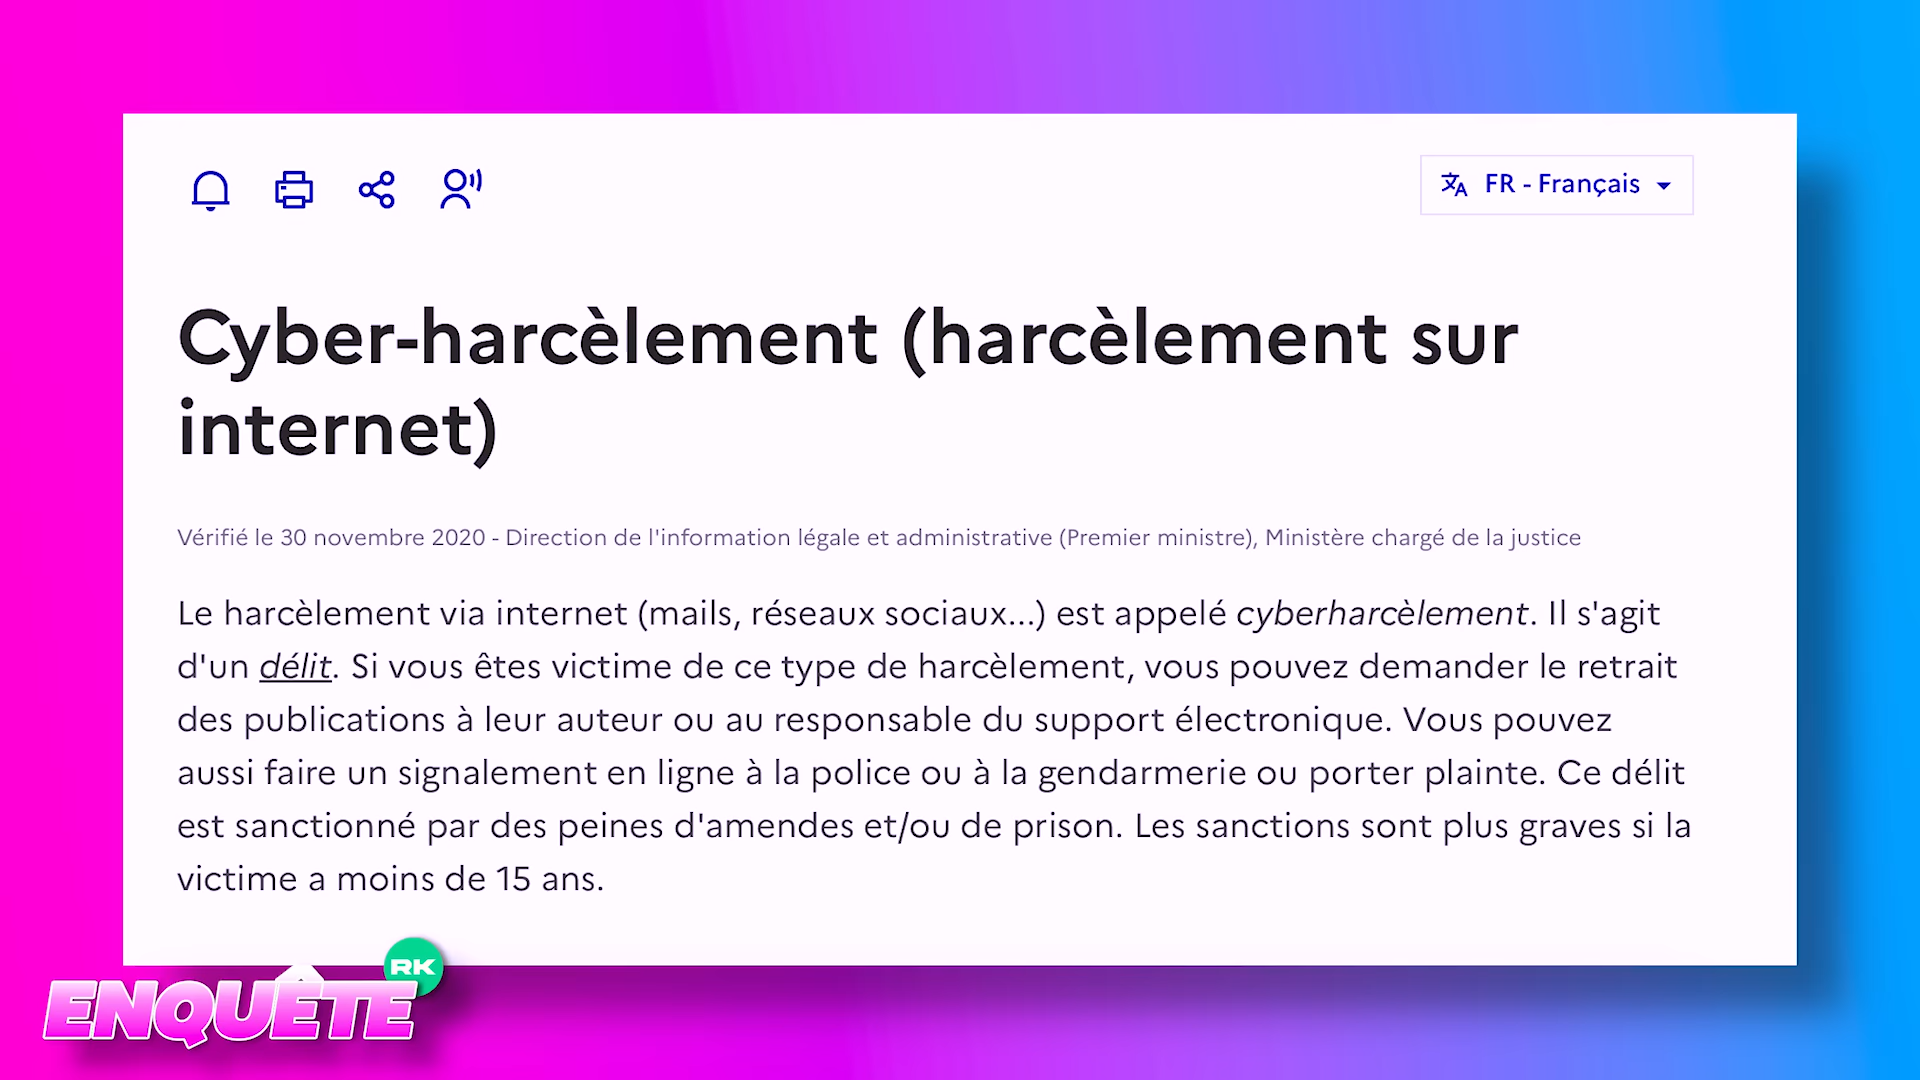 FR - Français
Cyber-harcèlement (harcèlement sur
internet)
Vérifié le 30 novembre 2020 - Direction de l'information légale et administrative (Premier ministre), Ministère chargé de la justice
Le harcèlement via internet (mails, réseaux sociaux...) est appelé cyberharcèlement. Il s'agit
d'un délit. Si vous êtes victime de ce type de harcèlement, vous pouvez demander le retrait
des publications à leur auteur ou au responsable du support électronique. Vous pouvez
aussi faire un signalement en ligne à la police ou à la gendarmerie ou porter plainte. Ce délit
est sanctionné par des peines d'amendes et/ou de prison. Les sanctions sont plus graves si la
victime a moins de 15 ans.
RK
ENQUÊTE